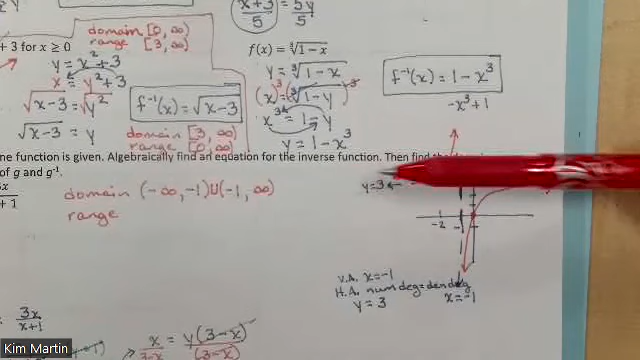 x+3
5
= 5y
5
domain [0, ∞)
range [3, ∞)
+ 3 for x ≥ 0
y = x² + 3
x = y² + 3
√x-3 = √y²
√x-3 = y
f⁻¹(x) = √x-3
domain [3, ∞)
range [0, ∞)
f(x) = ∛1 − x
y = ∛1-x
(x)³ = (∛1-y)³
x³ = 1-y
y = 1-x³
f⁻¹(x) = 1-x³
-x³+1
ne function is given. Algebraically find an equation for the inverse function. Then find the
of g and g⁻¹.
+1
domain (-∞, -1) U (-1, ∞)
range
y=3
-2
V.A. x=-1
H.A. num deg = den deg
y = 3
x=-1
3x
x+1
x = y(3-x)
3-x (3-x)
Kim Martin